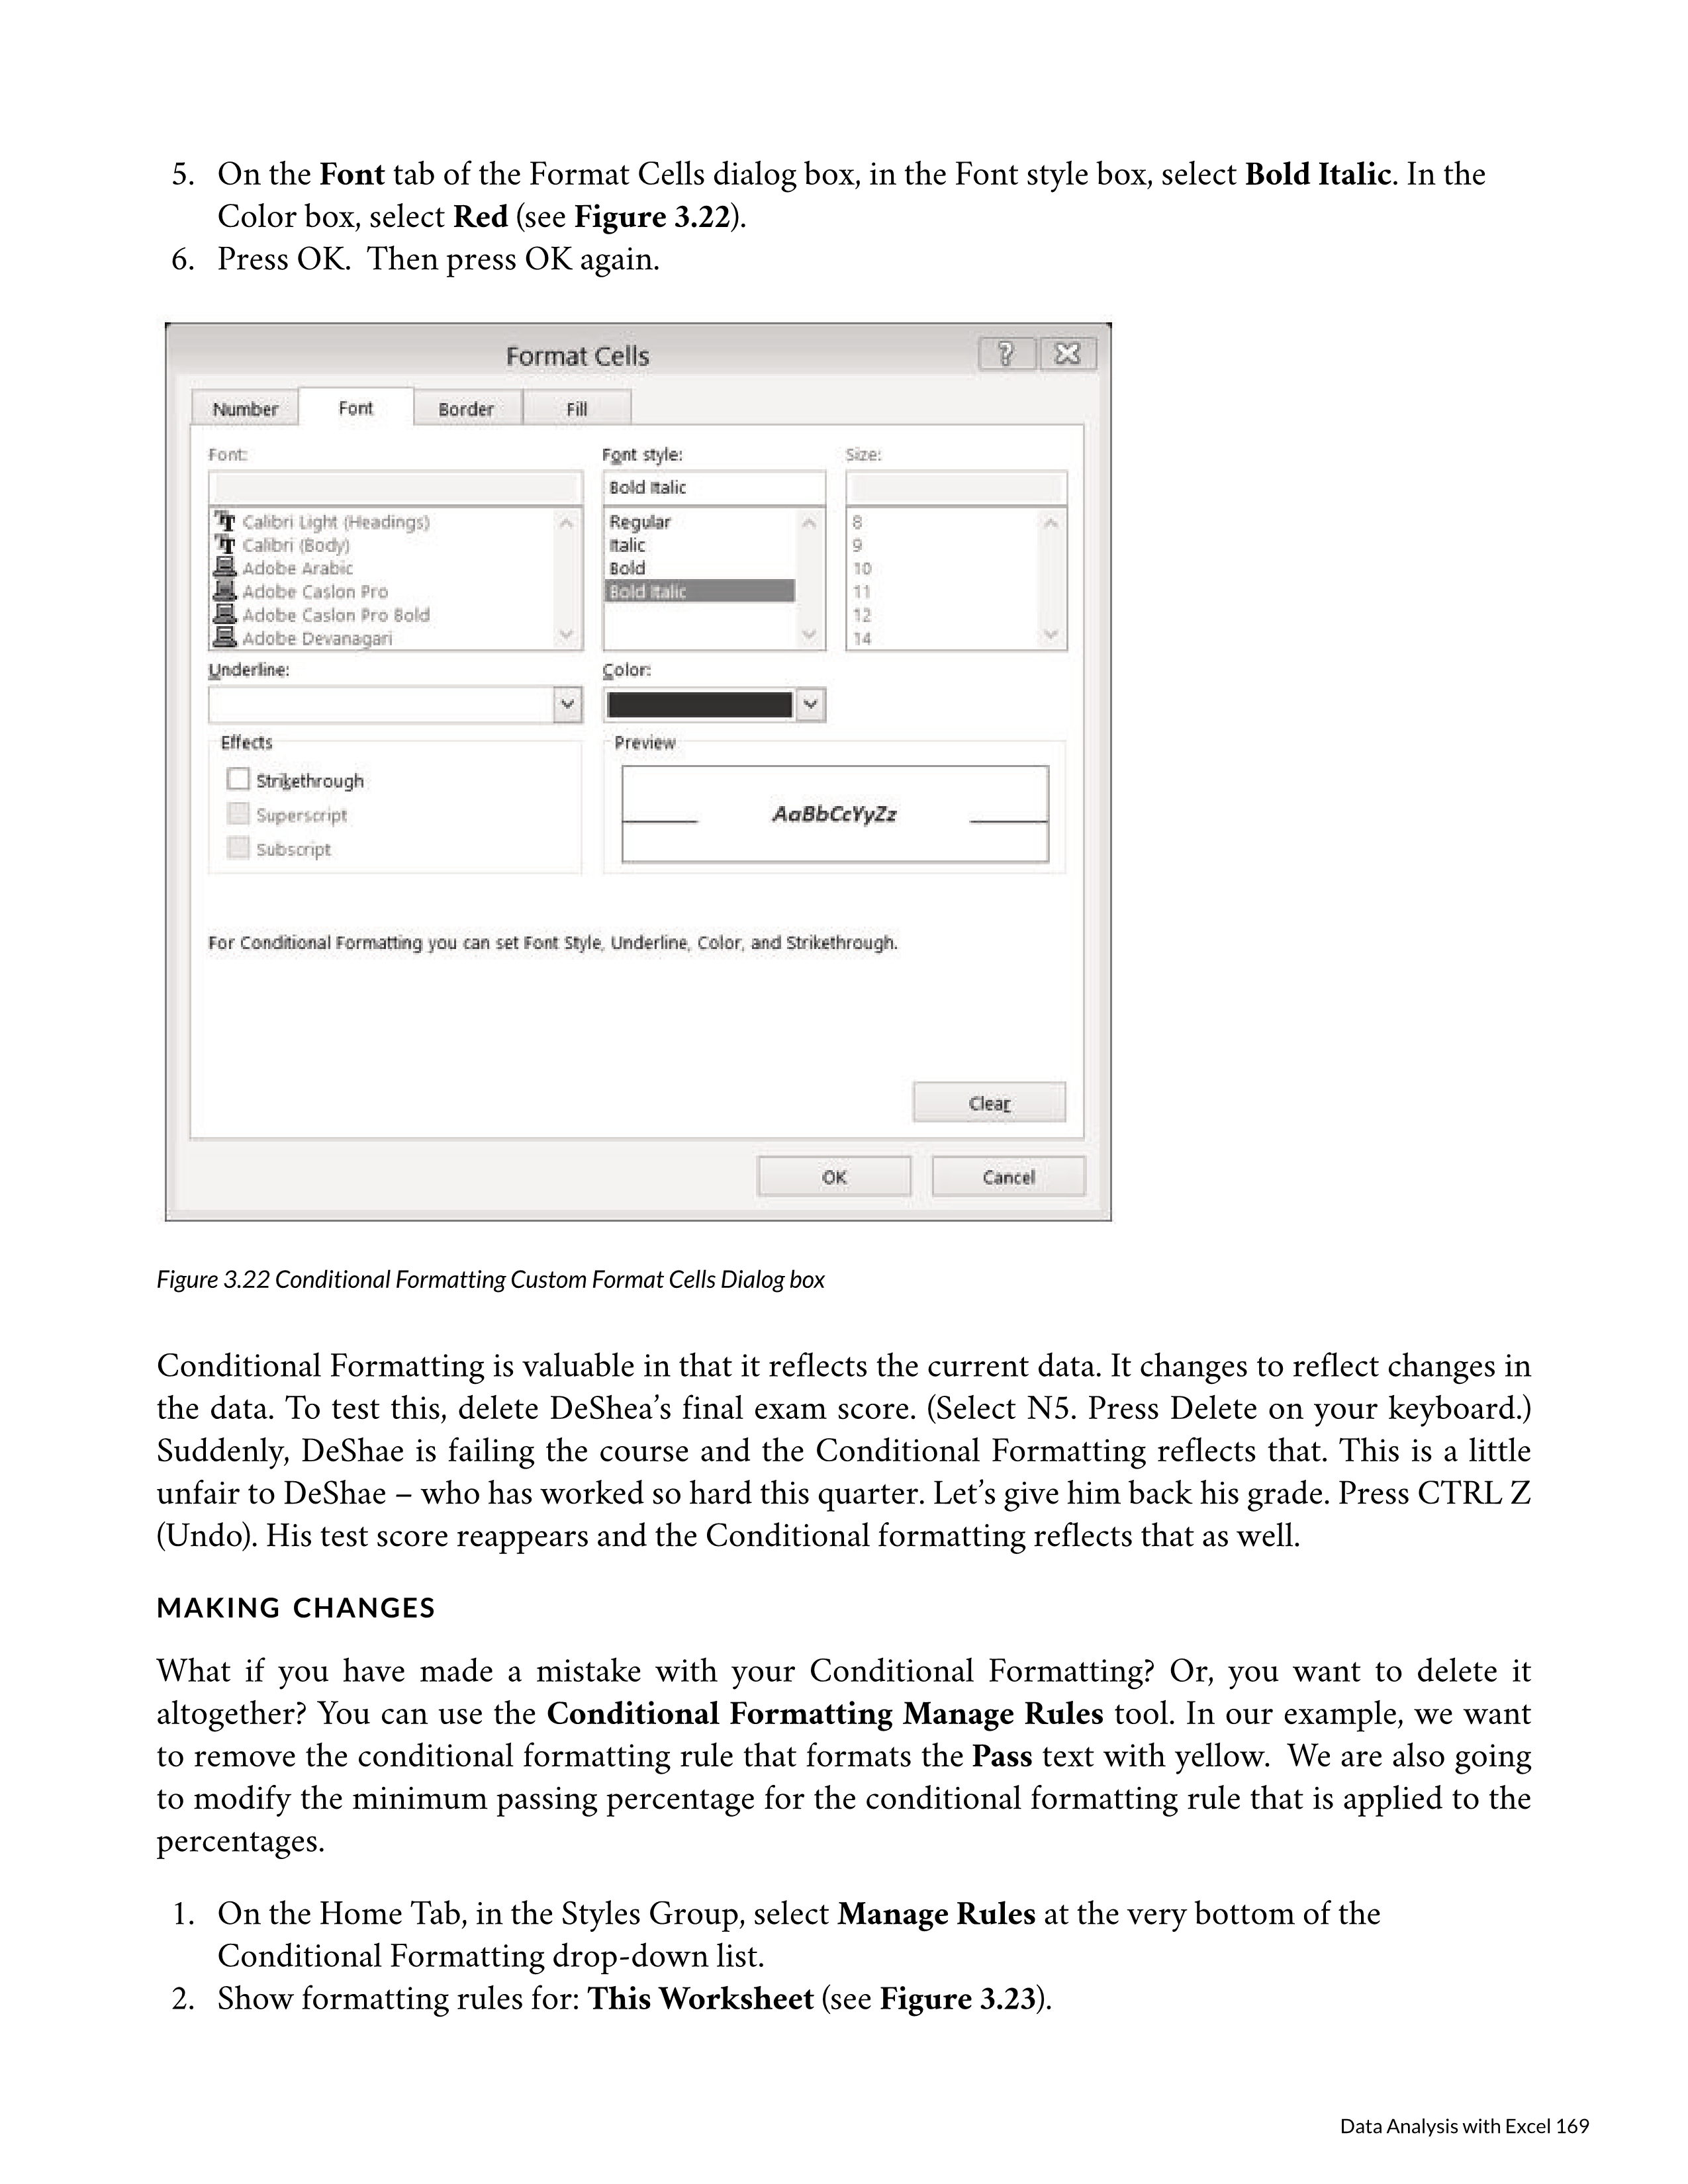 5. On the Font tab of the Format Cells dialog box, in the Font style box, select Bold Italic. In the
Color box, select Red (see Figure 3.22).
6. Press OK.  Then press OK again.
Format Cells
Number
Font
Border
Fill
Font:
Font style:
Size:
Bold Italic
Calibri Light (Headings)
Calibri (Body)
Adobe Arabic
Adobe Caslon Pro
Adobe Caslon Pro Bold
Adobe Devanagari
Regular
Italic
Bold
Bold Italic
8
9
10
11
12
14
Underline:
Color:
Effects
Strikethrough
Superscript
Subscript
Preview
AaBbCcYyZz
For Conditional Formatting you can set Font Style, Underline, Color, and Strikethrough.
Clear
OK
Cancel
Figure 3.22 Conditional Formatting Custom Format Cells Dialog box
Conditional Formatting is valuable in that it reflects the current data. It changes to reflect changes in
the data. To test this, delete DeShea’s final exam score. (Select N5. Press Delete on your keyboard.)
Suddenly, DeShae is failing the course and the Conditional Formatting reflects that. This is a little
unfair to DeShae – who has worked so hard this quarter. Let’s give him back his grade. Press CTRL Z
(Undo). His test score reappears and the Conditional formatting reflects that as well.
MAKING CHANGES
What if you have made a mistake with your Conditional Formatting? Or, you want to delete it
altogether? You can use the Conditional Formatting Manage Rules tool. In our example, we want
to remove the conditional formatting rule that formats the Pass text with yellow.  We are also going
to modify the minimum passing percentage for the conditional formatting rule that is applied to the
percentages.
1. On the Home Tab, in the Styles Group, select Manage Rules at the very bottom of the
Conditional Formatting drop-down list.
2. Show formatting rules for: This Worksheet (see Figure 3.23).
Data Analysis with Excel 169